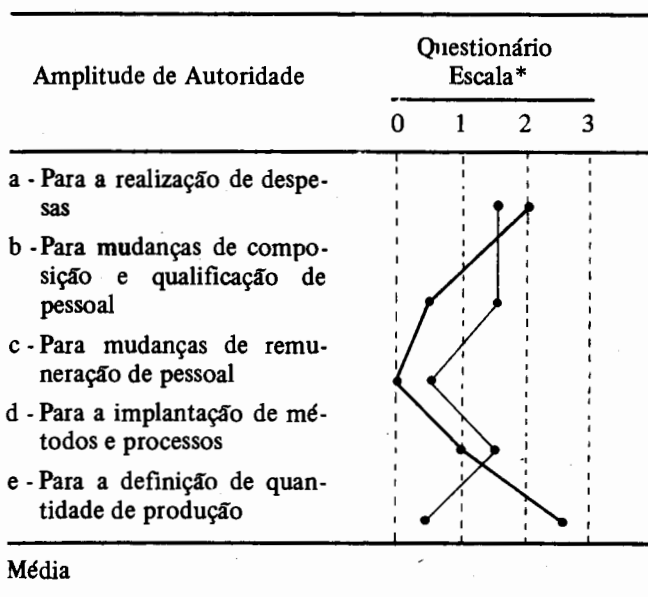 Questionário
Amplitude de Autoridade
Escala*
0 1 2 3
a - Para a realização de despe-
sas
b - Para mudanças de compo-
sição e qualificação de
pessoal
c - Para mudanças de remu-
neração de pessoal
d - Para a implantação de mé-
todos e processos
e - Para a definição de quan-
tidade de produção
Média